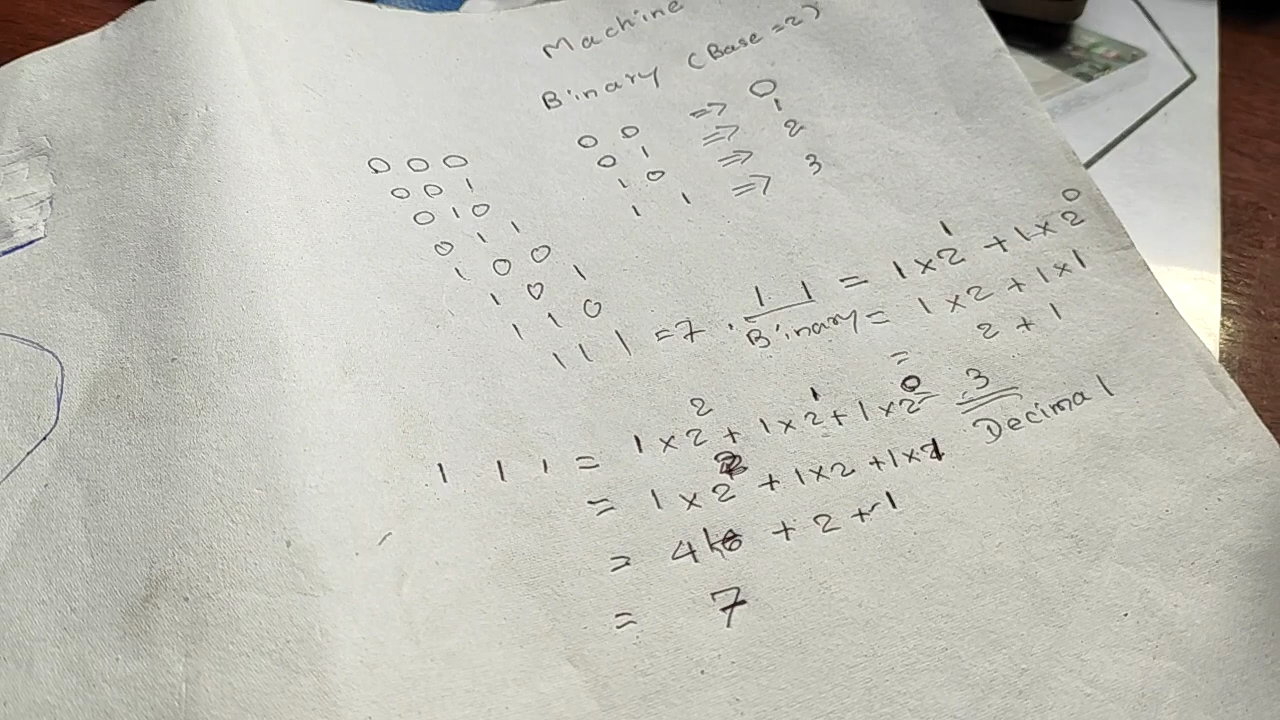 Machine
Binary (Base = 2)
0 0 => 0
0 1 => 1
1 0 => 2
1 1 => 3
0 0 0
0 0 1
0 1 0
0 1 1
1 0 0
1 0 1
1 1 0
1 1 1 = 7
1 1 = 1 x 2¹ + 1 x 2⁰
Binary = 1 x 2 + 1 x 1
= 2 + 1
= 3
Decimal
1 1 1 = 1 x 2² + 1 x 2¹ + 1 x 2⁰
= 1 x 2² + 1 x 2 + 1 x 1
= 4 + 2 + 1
= 7